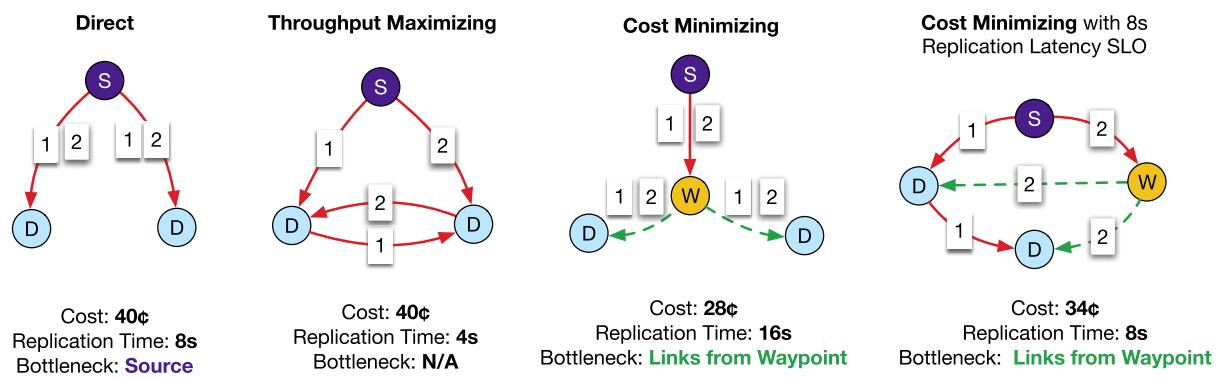 Direct
S
1 2
1 2
D
D
Cost: 40¢
Replication Time: 8s
Bottleneck: Source
Throughput Maximizing
S
1
2
D
2
D
1
Cost: 40¢
Replication Time: 4s
Bottleneck: N/A
Cost Minimizing
S
1 2
W
1 2
1 2
D
D
Cost: 28¢
Replication Time: 16s
Bottleneck: Links from Waypoint
Cost Minimizing with 8s
Replication Latency SLO
S
1
2
D
2
W
1
2
D
Cost: 34¢
Replication Time: 8s
Bottleneck: Links from Waypoint